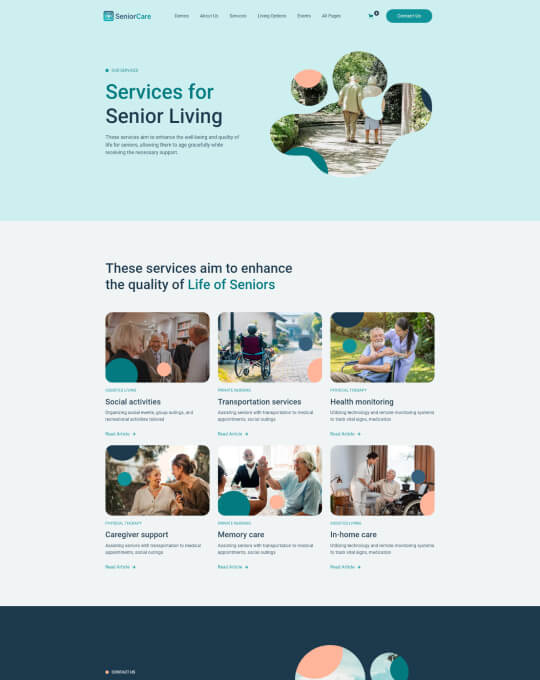 SeniorCare
Demos
About Us
Services
Living Options
Events
All Pages
0
Contact Us
OUR SERVICES
Services for
Senior Living
These services aim to enhance the well-being and quality of
life for seniors, allowing them to age gracefully while
receiving the necessary support.
These services aim to enhance
the quality of Life of Seniors
ASSISTED LIVING
Social activities
Organizing social events, group outings, and
recreational activities tailored
Read Article →
PRIVATE NURSING
Transportation services
Assisting seniors with transportation to medical
appointments, social outings
Read Article →
PHYSICAL THERAPY
Health monitoring
Utilizing technology and remote monitoring systems
to track vital signs, medication
Read Article →
PHYSICAL THERAPY
Caregiver support
Assisting seniors with transportation to medical
appointments, social outings
Read Article →
PRIVATE NURSING
Memory care
Assisting seniors with transportation to medical
appointments, social outings
Read Article →
ASSISTED LIVING
In-home care
Utilizing technology and remote monitoring systems
to track vital signs, medication
Read Article →
CONTACT US